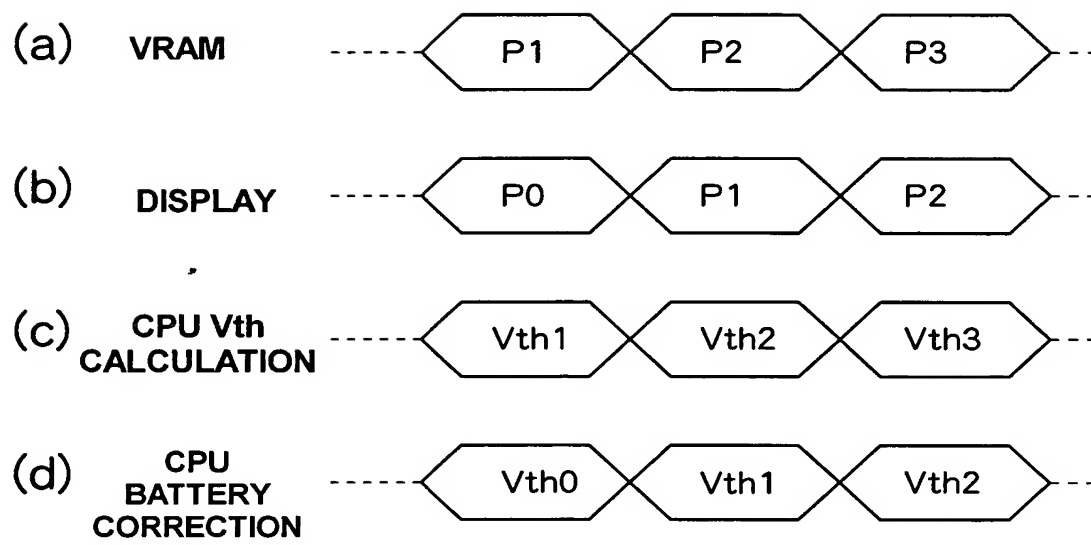 (a) VRAM P1 P2 P3
(b) DISPLAY P0 P1 P2
(c) CPU Vth
CALCULATION Vth1 Vth2 Vth3
(d) CPU
BATTERY
CORRECTION Vth0 Vth1 Vth2